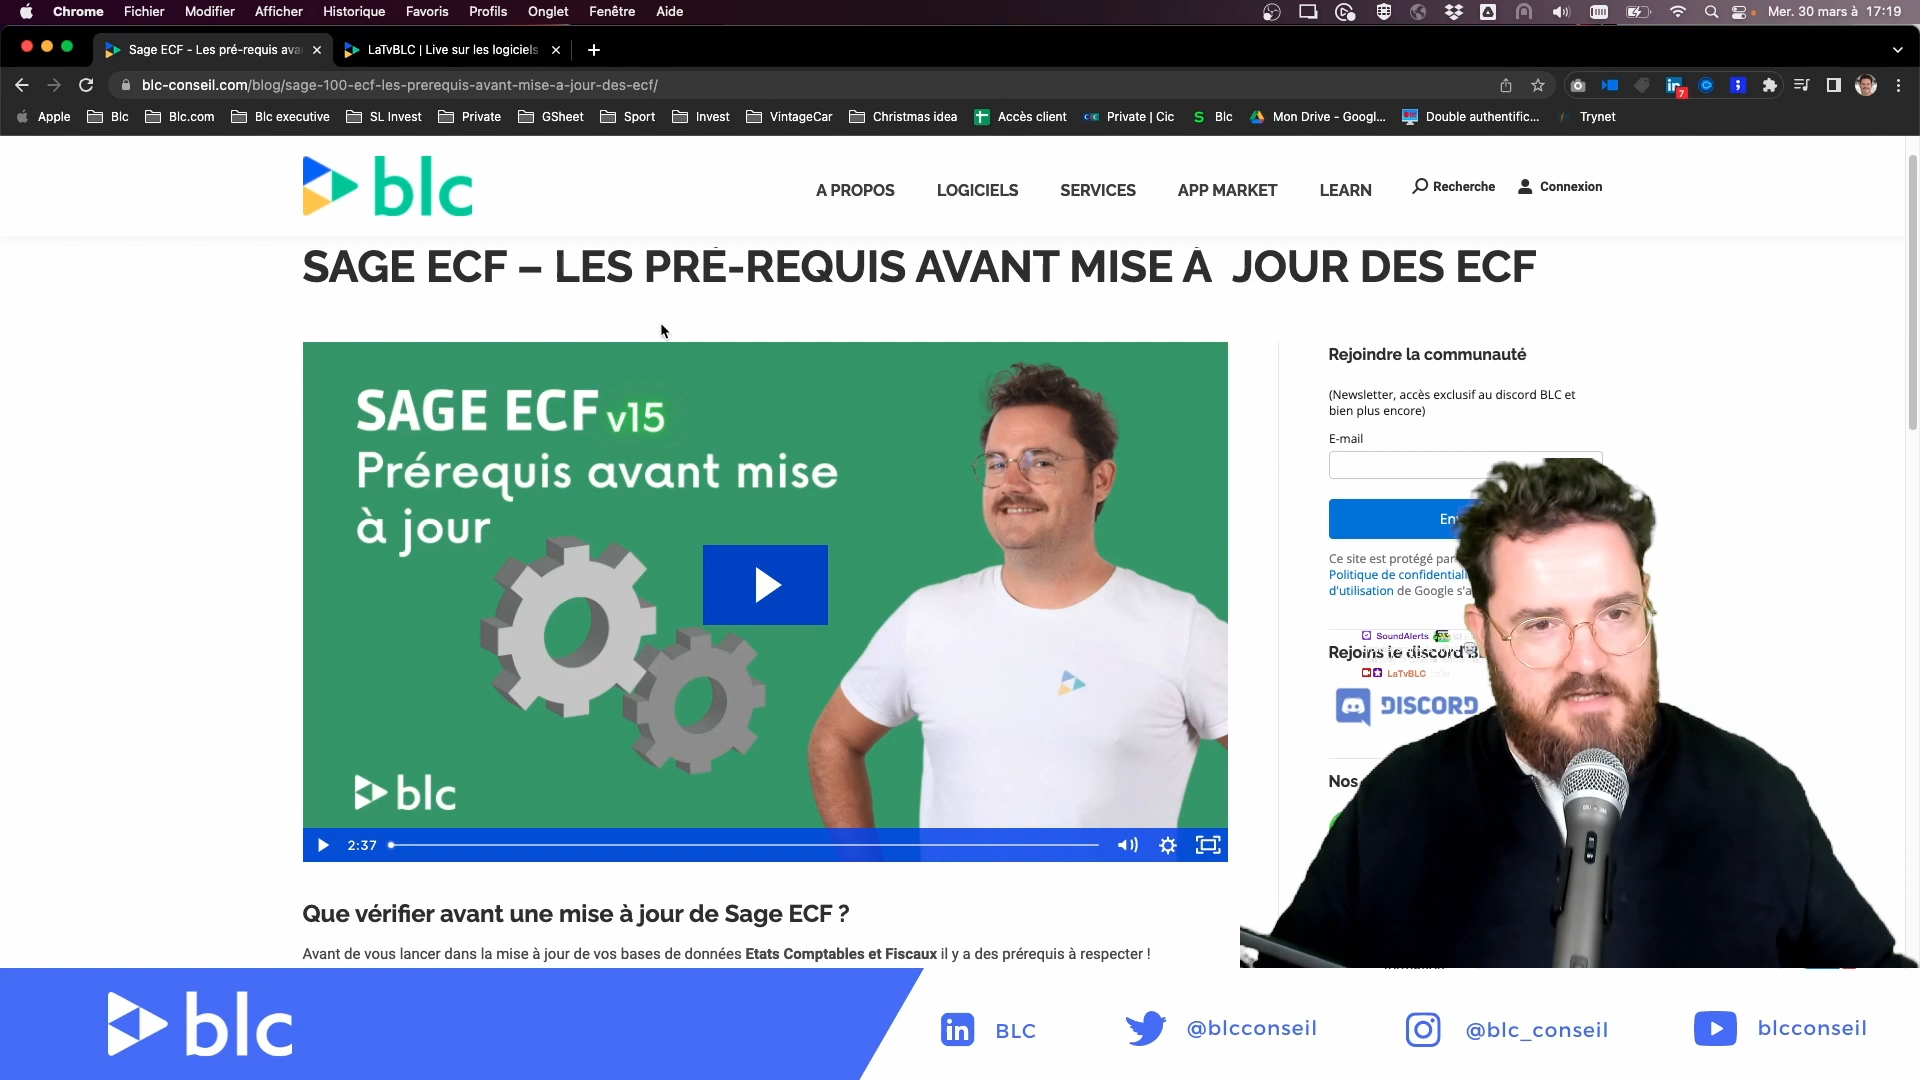 Chrome Fichier Modifier Afficher Historique Favoris Profils Onglet Fenêtre Aide Mer. 30 mars à 17:19
Sage ECF - Les pré-requis ava LaTvBLC | Live sur les logiciels
blc-conseil.com/blog/sage-100-ecf-les-prerequis-avant-mise-a-jour-des-ecf/
7
Apple Blc Blc.com Blc executive SL Invest Private GSheet Sport Invest VintageCar Christmas idea Accès client Private | Cic Blc Mon Drive - Googl... Double authentific... Trynet
blc
A PROPOS LOGICIELS SERVICES APP MARKET LEARN Recherche Connexion
SAGE ECF – LES PRÉ-REQUIS AVANT MISE À JOUR DES ECF
SAGE ECF v15
Prérequis avant mise
à jour
blc
2:37
Rejoindre la communauté
(Newsletter, accès exclusif au discord BLC et
bien plus encore)
E-mail
Ce site est protégé par
Politique de confidentiali
d'utilisation de Google s'a
SoundAlerts
LaTvBLC
DISCORD
Nos
Que vérifier avant une mise à jour de Sage ECF ?
Avant de vous lancer dans la mise à jour de vos bases de données Etats Comptables et Fiscaux il y a des prérequis à respecter !
blc
BLC @blcconseil @blc_conseil blcconseil